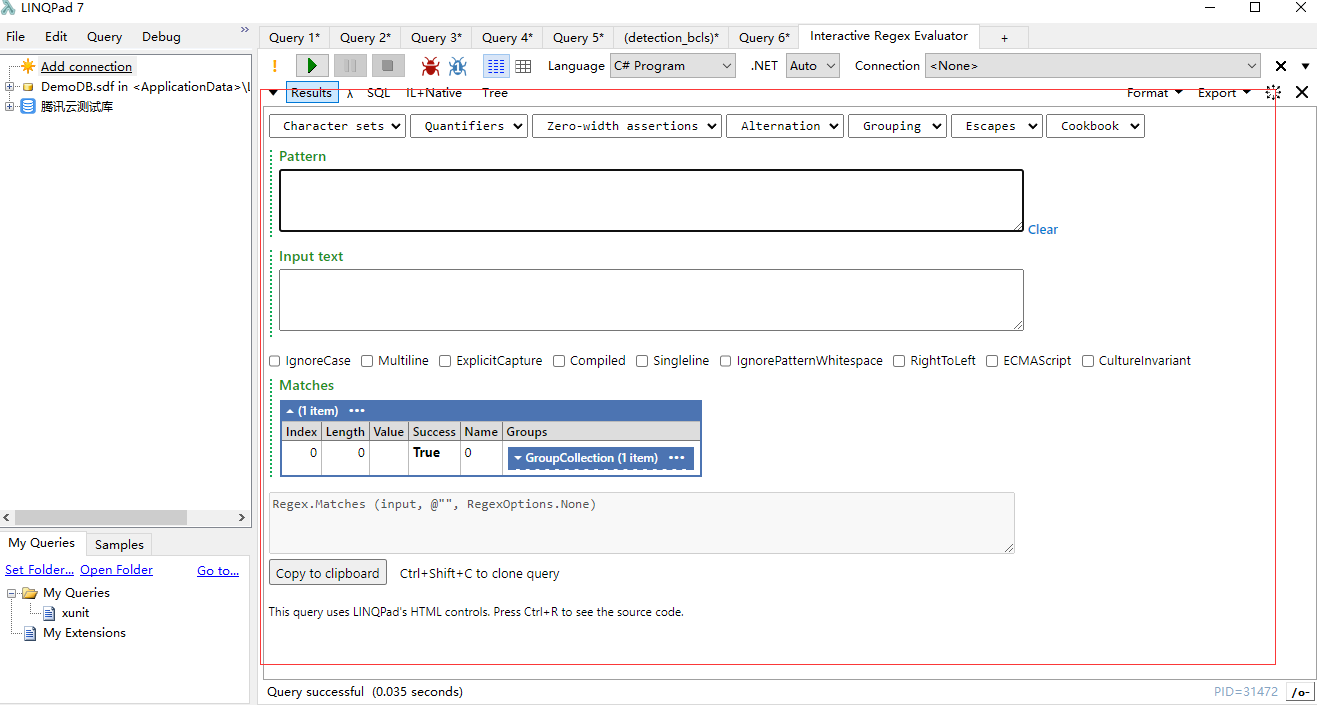 LINQPad 7
File Edit Query Debug »
Query 1* Query 2* Query 3* Query 4* Query 5* (detection_bcls)* Query 6* Interactive Regex Evaluator +
Language C# Program .NET Auto Connection <None>
Add connection
DemoDB.sdf in <ApplicationData>\L
腾讯云测试库
Results λ SQL IL+Native Tree Format Export
Character sets Quantifiers Zero-width assertions Alternation Grouping Escapes Cookbook
Pattern
Clear
Input text
IgnoreCase Multiline ExplicitCapture Compiled Singleline IgnorePatternWhitespace RightToLeft ECMAScript CultureInvariant
Matches
(1 item) •••
Index Length Value Success Name Groups
0 0 True 0 GroupCollection (1 item) •••
Regex.Matches (input, @"", RegexOptions.None)
Copy to clipboard Ctrl+Shift+C to clone query
This query uses LINQPad's HTML controls. Press Ctrl+R to see the source code.
My Queries Samples
Set Folder... Open Folder Go to...
My Queries
xunit
My Extensions
Query successful (0.035 seconds) PID=31472 /o-